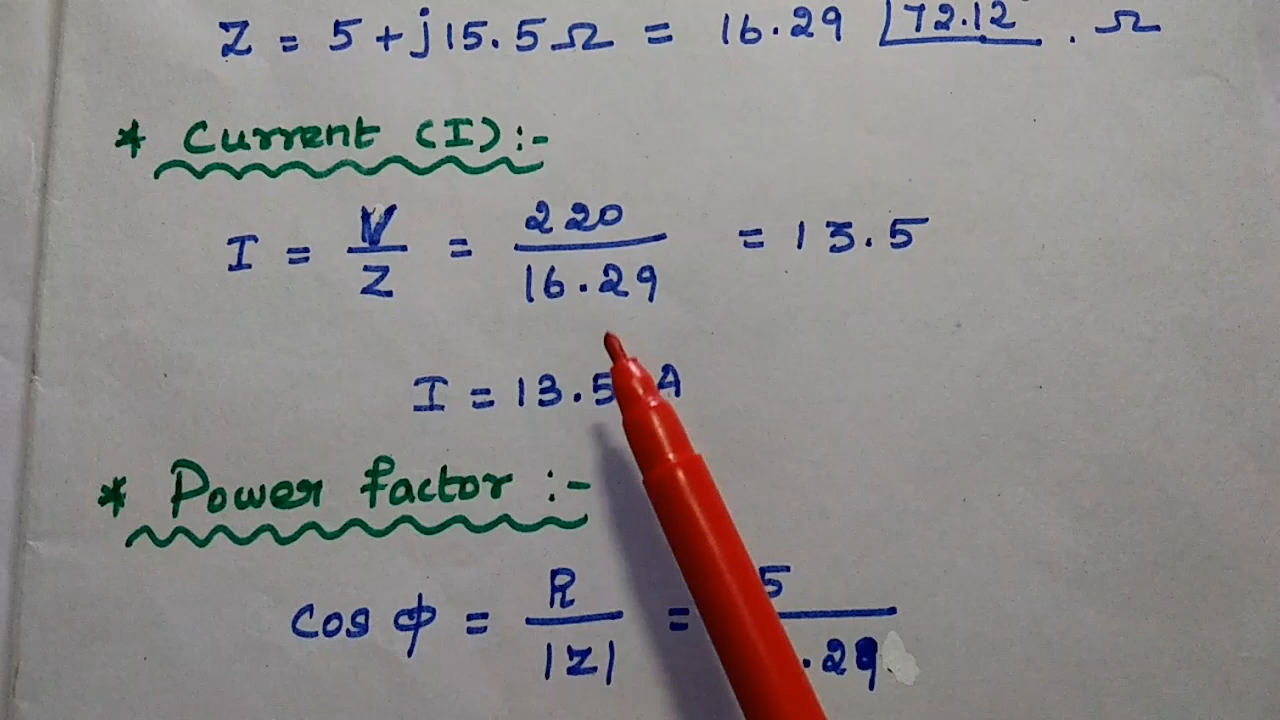 Z = 5 + j15.5 Ω = 16.29 ∠72.12° . Ω
* Current (I) :-
I = V/Z = 220/16.29 = 13.5
I = 13.5 A
* Power factor :-
cos φ = R/|Z| = 5/ .29